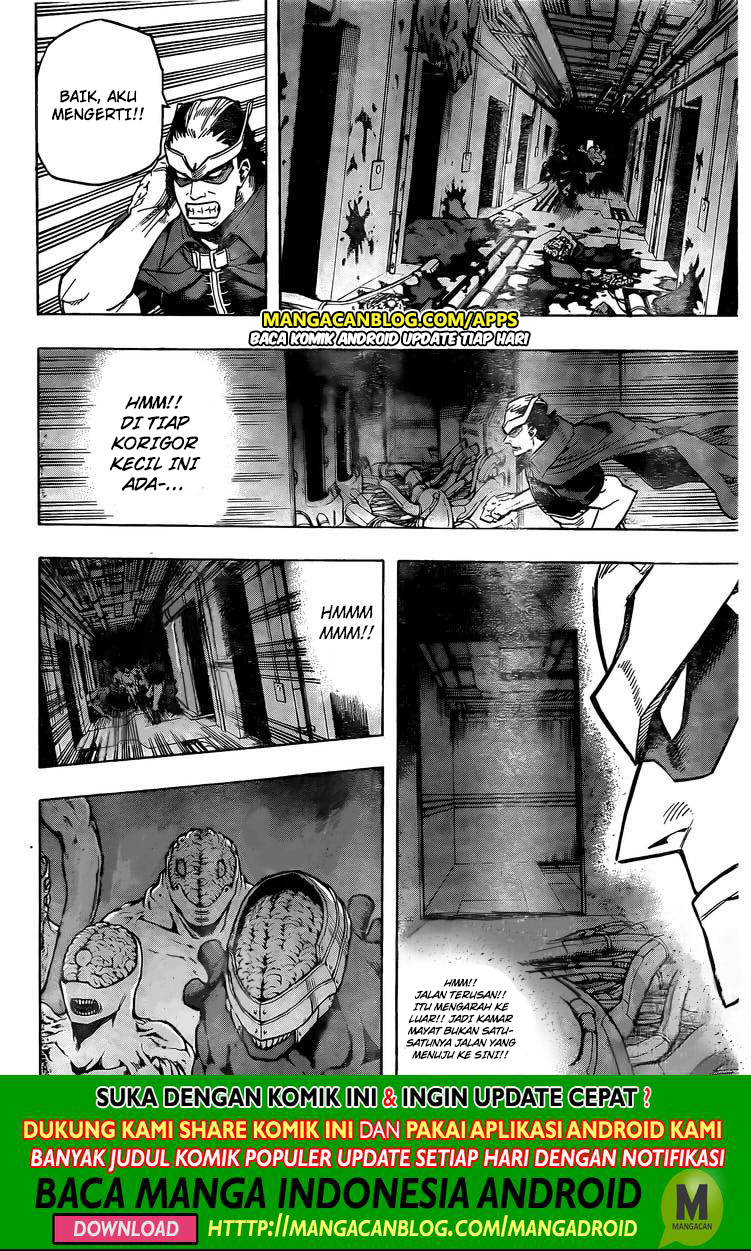 BAIK, AKU
MENGERTI!!
MANGACANBLOG.COM/APPS
BACA KOMIK ANDROID UPDATE TIAP HARI
HMM!!
DI TIAP
KORIGOR
KECIL INI
ADA-...
HMMM
MMM!!
HMM!!
JALAN TERUSAN!!
ITU MENGARAH KE
LUAR!! JADI KAMAR
MAYAT BUKAN SATU-
SATUNYA JALAN YANG
MENUJU KE SINI!!
SUKA DENGAN KOMIK INI & INGIN UPDATE CEPAT ?
DUKUNG KAMI SHARE KOMIK INI DAN PAKAI APLIKASI ANDROID KAMI
BANYAK JUDUL KOMIK POPULER UPDATE SETIAP HARI DENGAN NOTIFIKASI
BACA MANGA INDONESIA ANDROID
DOWNLOAD HTTTP://MANGACANBLOG.COM/MANGADROID
M
MANGACAN